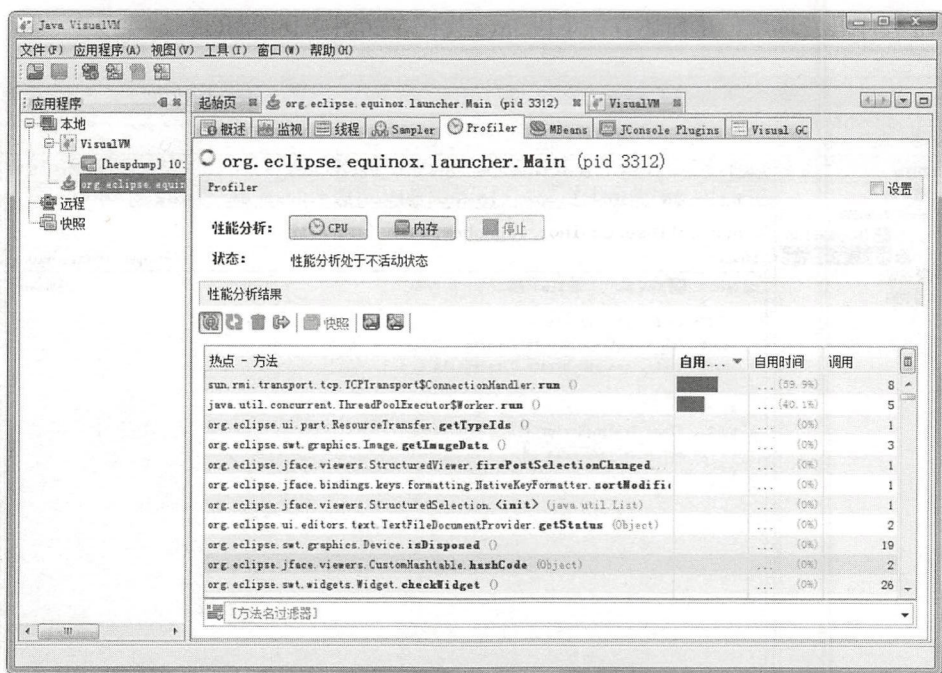 Java VisualVM
文件(F) 应用程序(A) 视图(V) 工具(T) 窗口(W) 帮助(H)
应用程序
本地
VisualVM
[heapdump] 10:
org.eclipse.equin
远程
快照
起始页 org.eclipse.equinox.launcher.Main (pid 3312) VisualVM
概述 监视 线程 Sampler Profiler MBeans JConsole Plugins Visual GC
org.eclipse.equinox.launcher.Main (pid 3312)
Profiler 设置
性能分析: CPU 内存 停止
状态: 性能分析处于不活动状态
性能分析结果
快照
热点 - 方法 自用... 自用时间 调用
sun.rmi.transport.tcp.TCPTransport$ConnectionHandler.run () ... (59.9%) 8
java.util.concurrent.ThreadPoolExecutor$Worker.run () ... (40.1%) 5
org.eclipse.ui.part.ResourceTransfer.getTypeIds () ... (0%) 1
org.eclipse.swt.graphics.Image.getImageData () ... (0%) 3
org.eclipse.jface.viewers.StructuredViewer.firePostSelectionChanged ... (0%) 1
org.eclipse.jface.bindings.keys.formatting.NativeKeyFormatter.sortModifi ... (0%) 1
org.eclipse.jface.viewers.StructuredSelection.<init> (java.util.List) ... (0%) 1
org.eclipse.ui.editors.text.TextFileDocumentProvider.getStatus (Object) ... (0%) 2
org.eclipse.swt.graphics.Device.isDisposed () ... (0%) 19
org.eclipse.jface.viewers.CustomHashtable.hashCode (Object) ... (0%) 2
org.eclipse.swt.widgets.Widget.checkWidget () ... (0%) 26
[方法名过滤器]